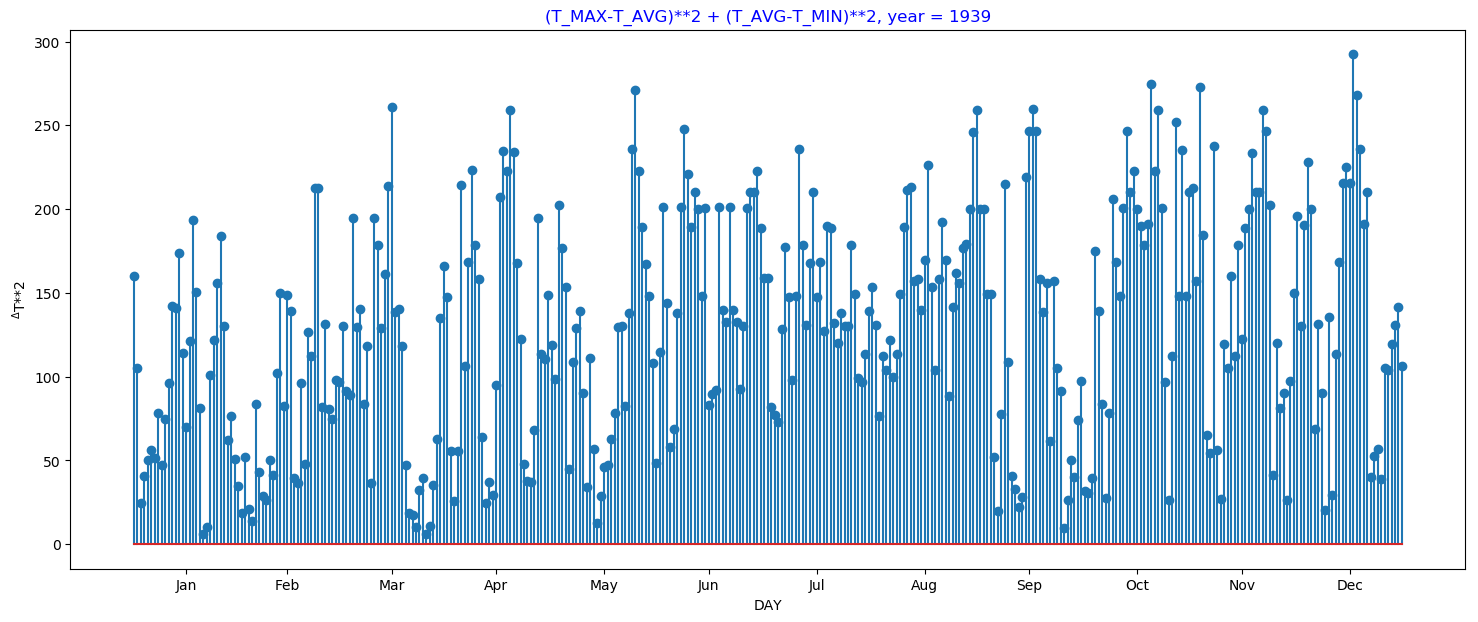 (T_MAX-T_AVG)**2 + (T_AVG-T_MIN)**2, year = 1939
300
250
200
150
100
50
0
ΔT**2
Jan Feb Mar Apr May Jun Jul Aug Sep Oct Nov Dec
DAY